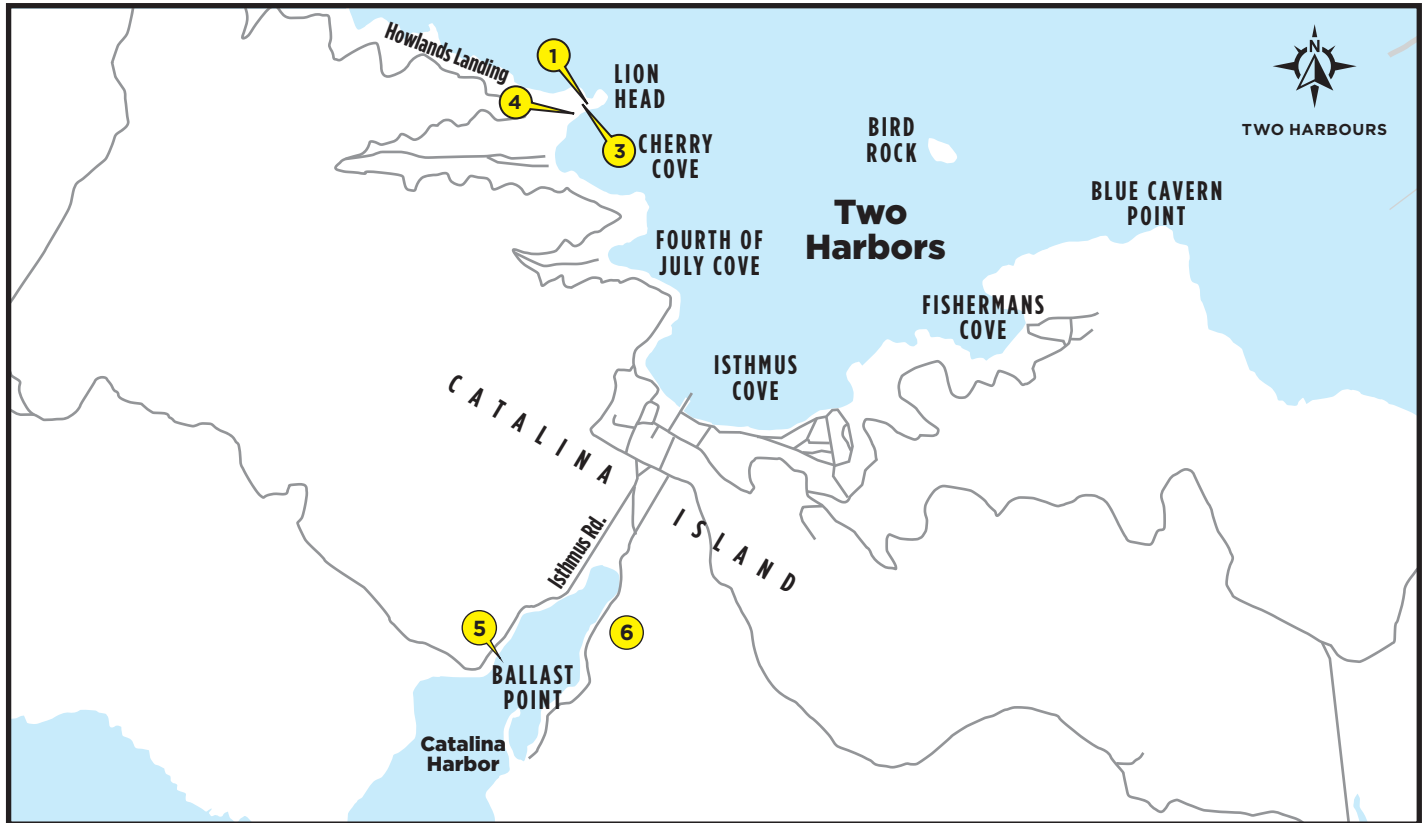 Howlands Landing
1
LION
HEAD
4
3
CHERRY
COVE
BIRD
ROCK
N
TWO HARBOURS
BLUE CAVERN
POINT
Two
Harbors
FOURTH OF
JULY COVE
FISHERMANS
COVE
ISTHMUS
COVE
CATALINA
ISLAND
Isthmus Rd.
5
6
BALLAST
POINT
Catalina
Harbor